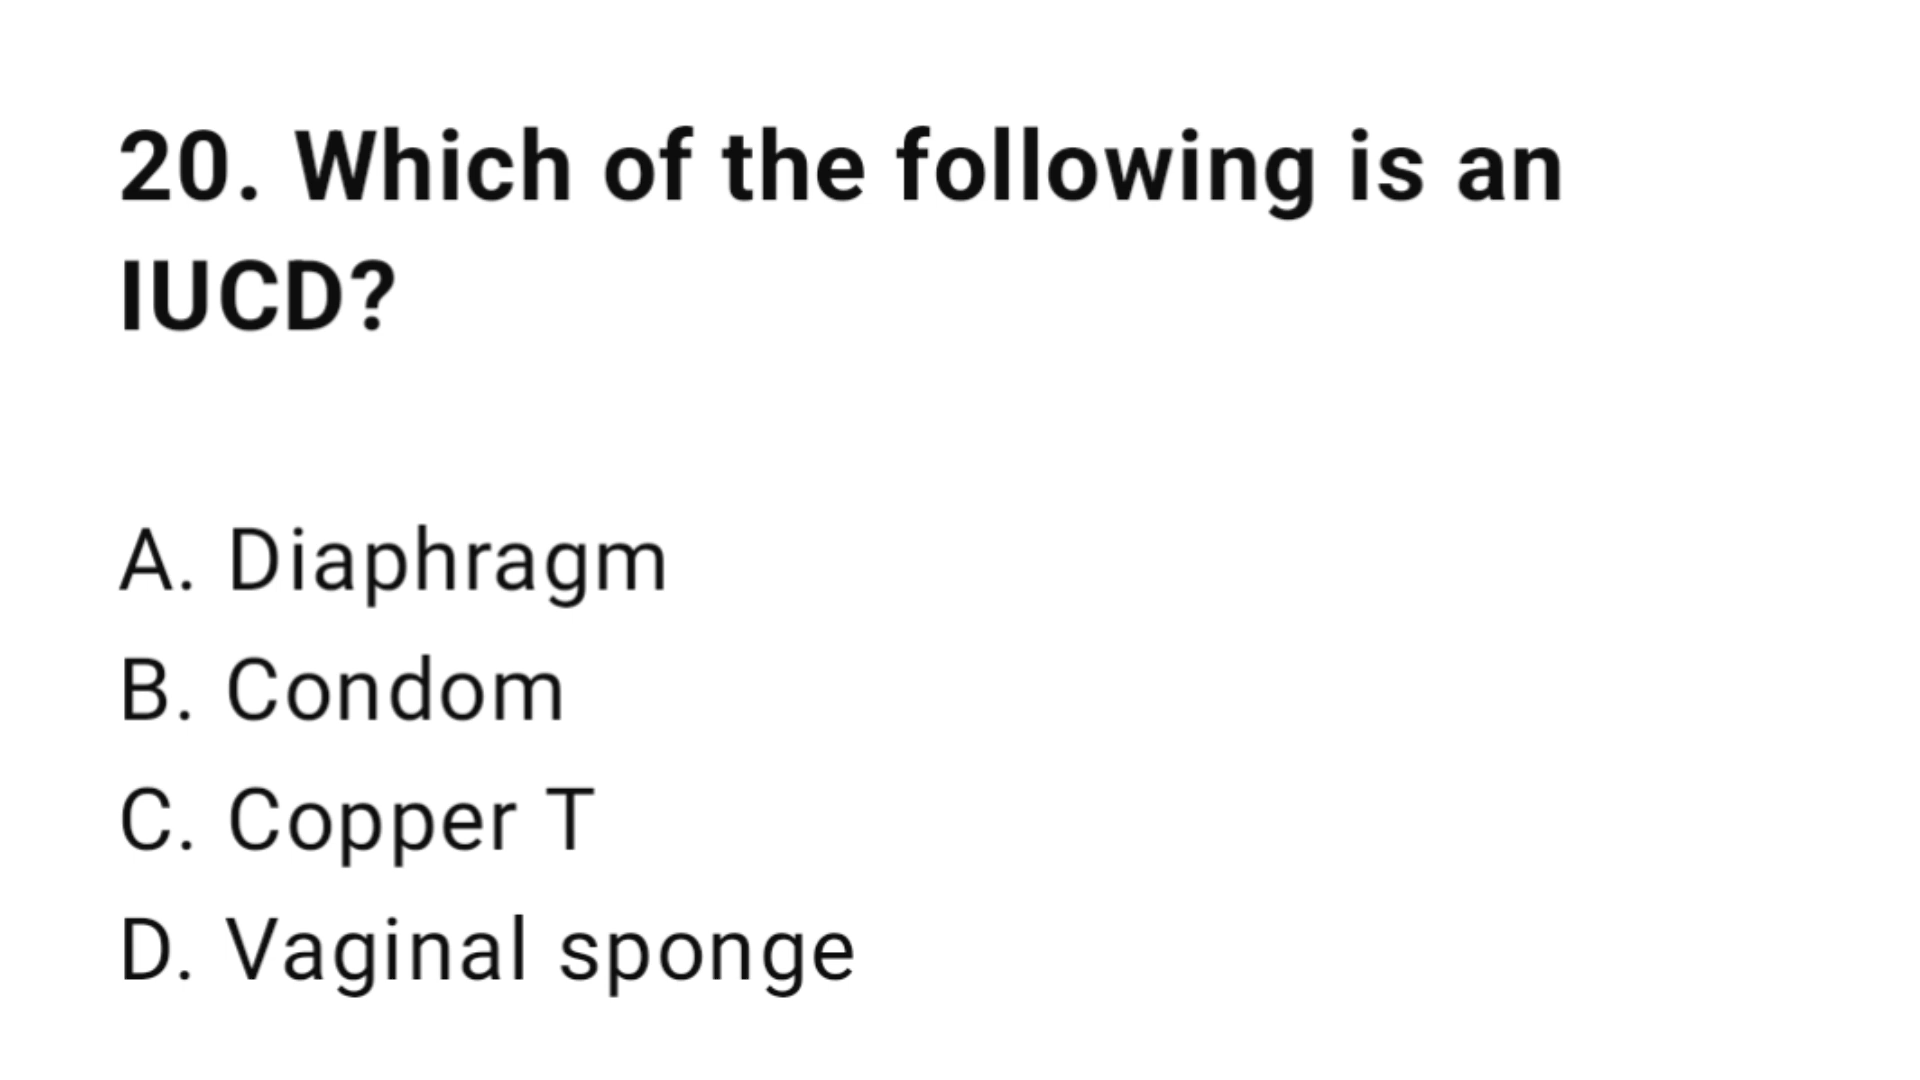 20. Which of the following is an
IUCD?
A. Diaphragm
B. Condom
C. Copper T
D. Vaginal sponge